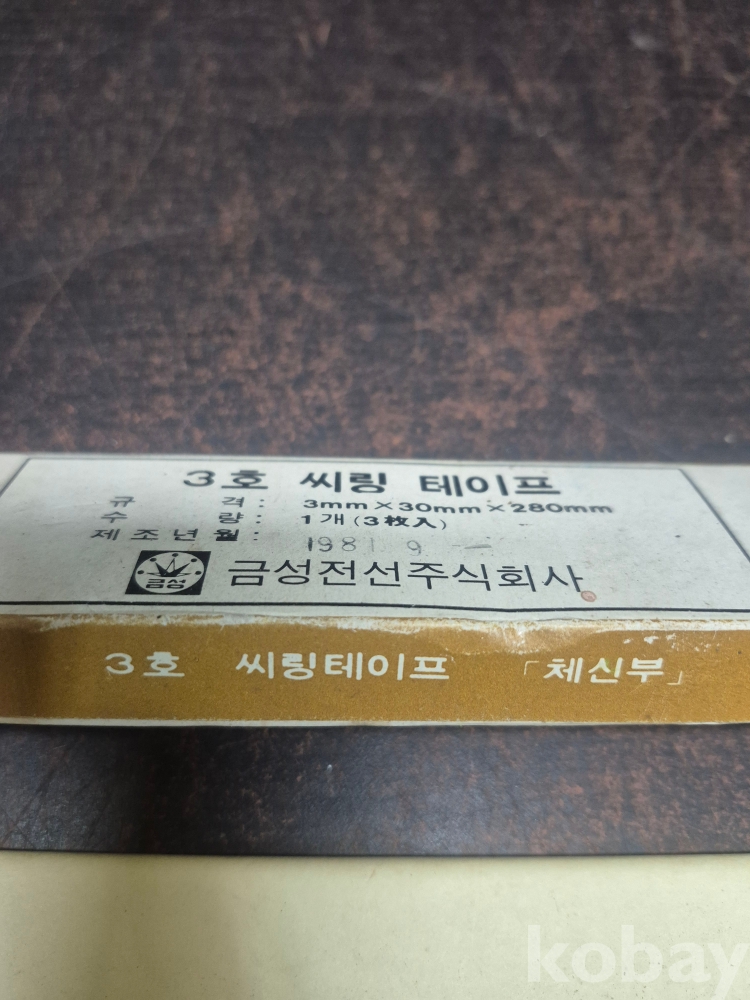 3호 씨링 테이프
규 격 : 3mm×30mm×280mm
수 량 : 1개 (3枚入)
제조년월 : 1981 9
금성 금성전선주식회사
3호 씨링테이프 「체신부」
kobay